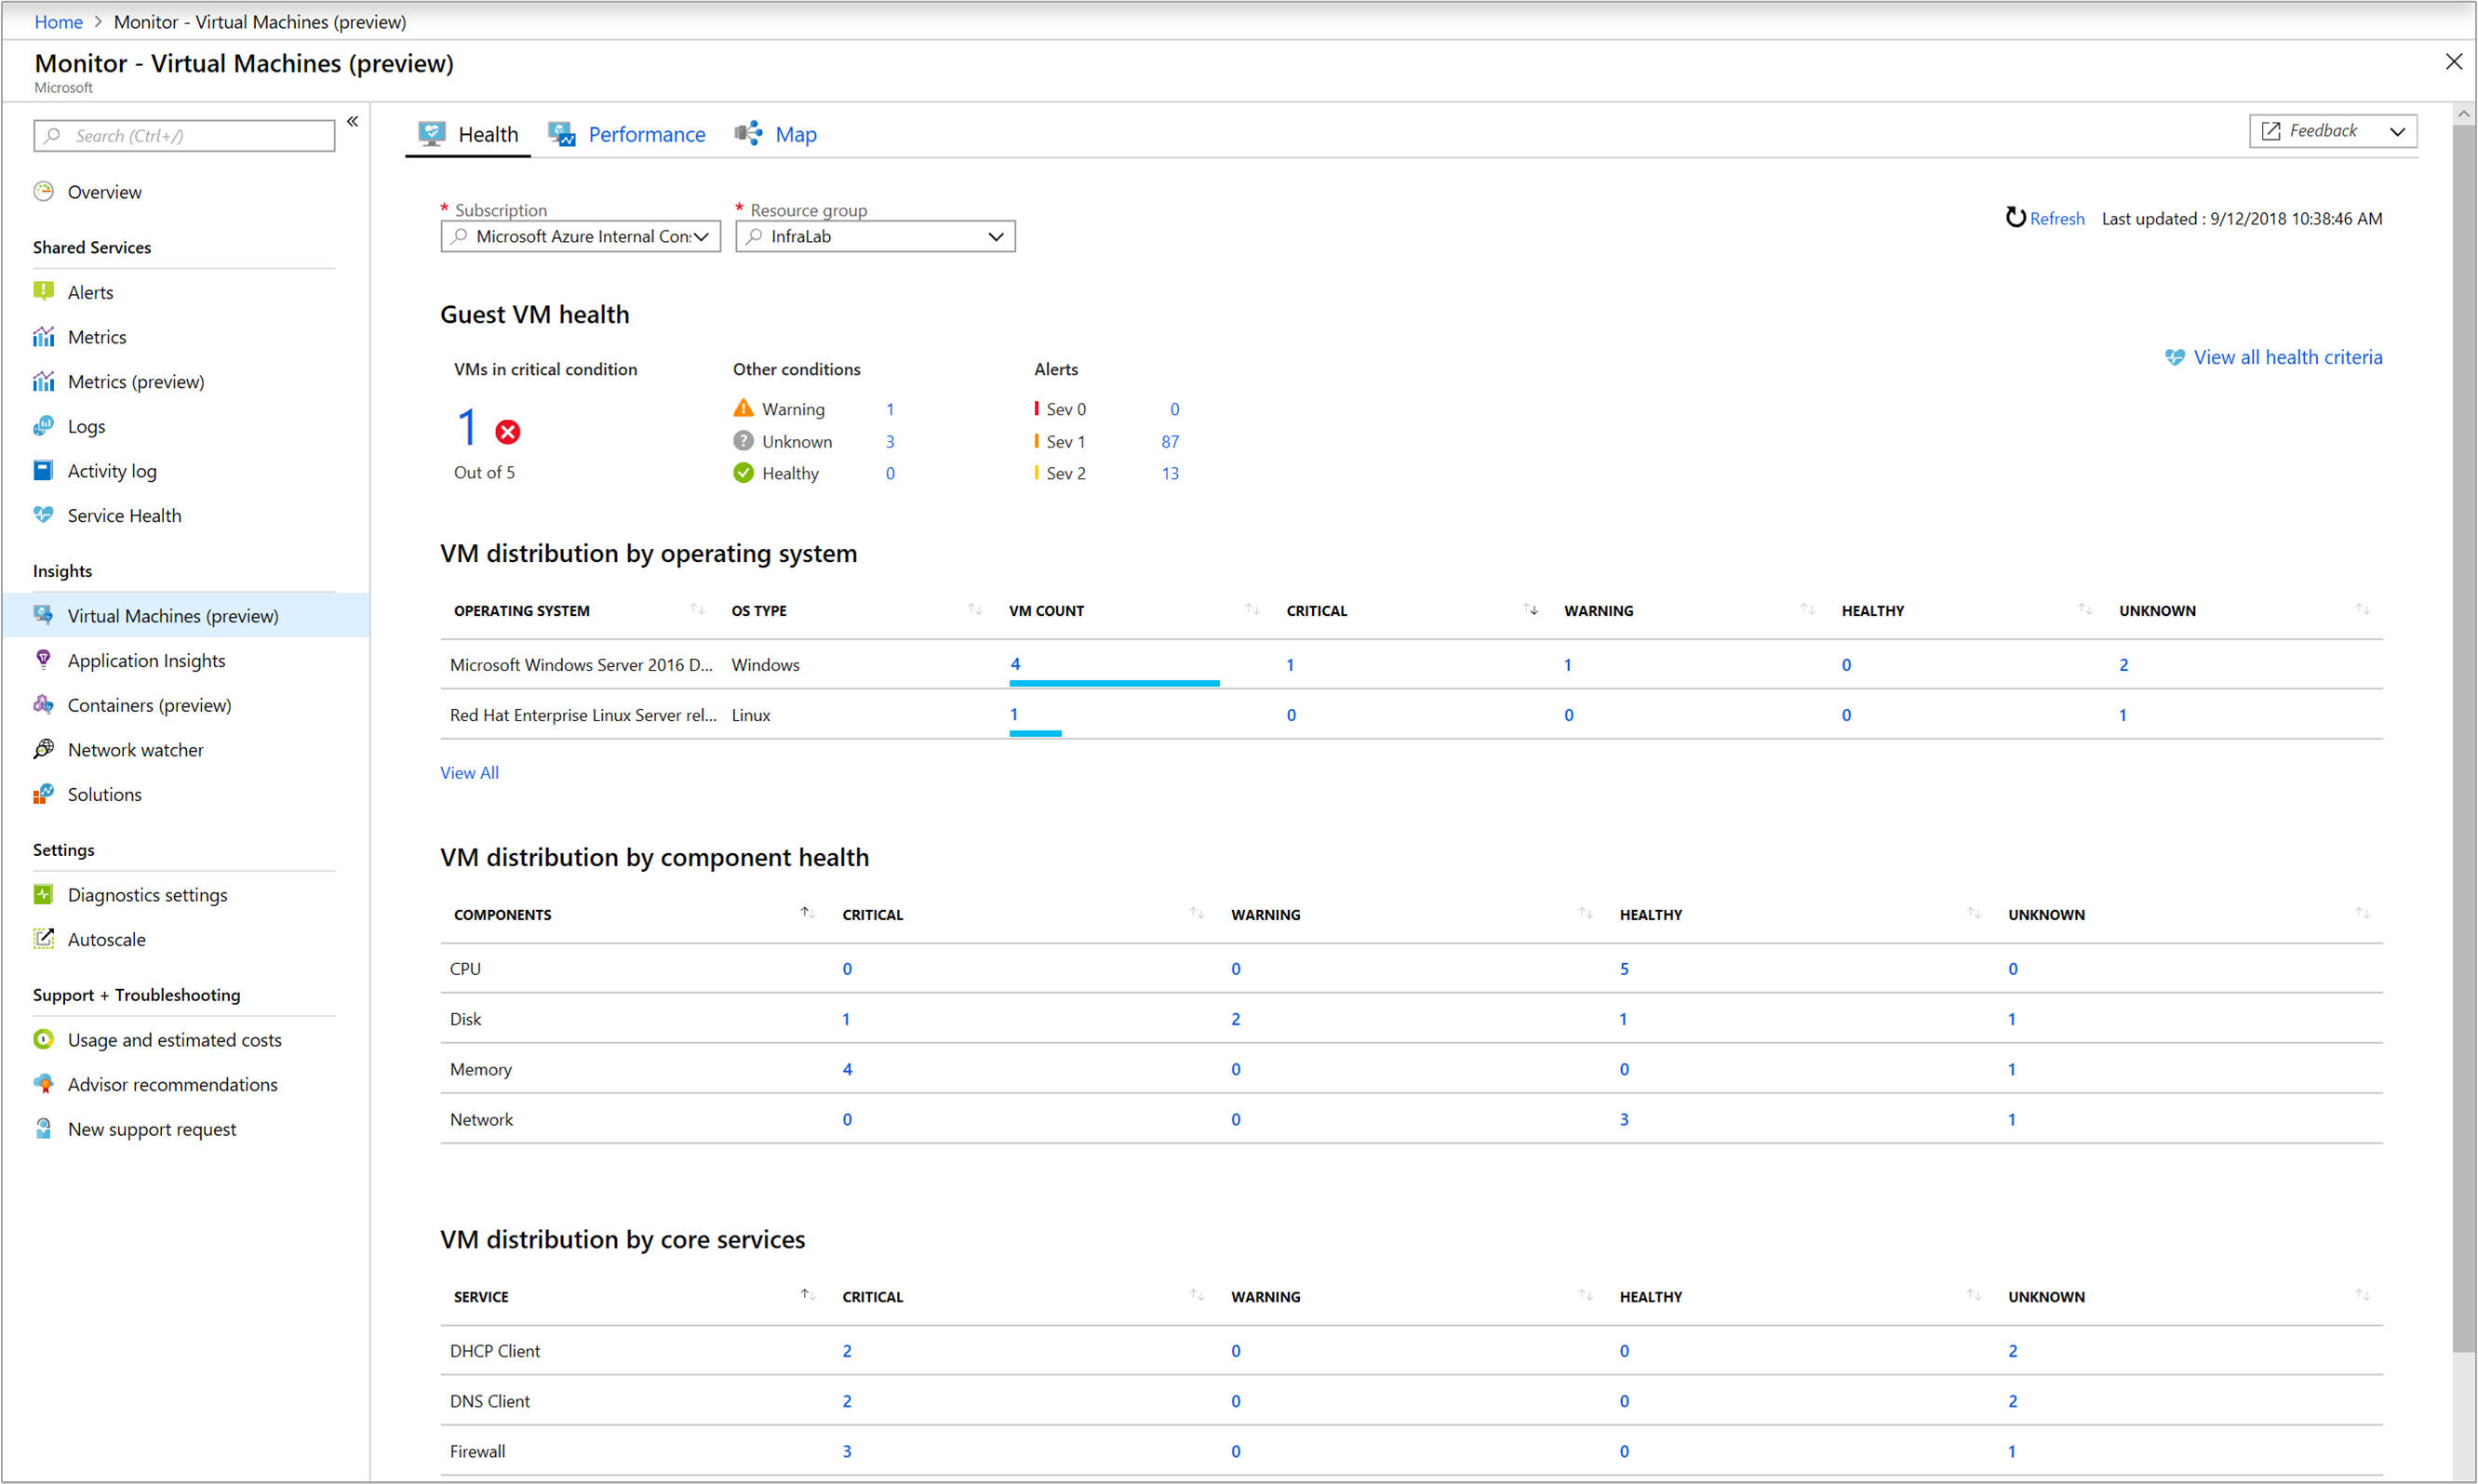 Home > Monitor - Virtual Machines (preview)
Monitor - Virtual Machines (preview)
Microsoft
Search (Ctrl+/)
«
Overview
Shared Services
Alerts
Metrics
Metrics (preview)
Logs
Activity log
Service Health
Insights
Virtual Machines (preview)
Application Insights
Containers (preview)
Network watcher
Solutions
Settings
Diagnostics settings
Autoscale
Support + Troubleshooting
Usage and estimated costs
Advisor recommendations
New support request
Health Performance Map
Feedback
* Subscription * Resource group
Microsoft Azure Internal Con: InfraLab
Refresh Last updated : 9/12/2018 10:38:46 AM
Guest VM health
View all health criteria
VMs in critical condition Other conditions Alerts
1
Out of 5
Warning 1
Unknown 3
Healthy 0
Sev 0 0
Sev 1 87
Sev 2 13
VM distribution by operating system
OPERATING SYSTEM OS TYPE VM COUNT CRITICAL WARNING HEALTHY UNKNOWN
Microsoft Windows Server 2016 D... Windows 4 1 1 0 2
Red Hat Enterprise Linux Server rel... Linux 1 0 0 0 1
View All
VM distribution by component health
COMPONENTS CRITICAL WARNING HEALTHY UNKNOWN
CPU 0 0 5 0
Disk 1 2 1 1
Memory 4 0 0 1
Network 0 0 3 1
VM distribution by core services
SERVICE CRITICAL WARNING HEALTHY UNKNOWN
DHCP Client 2 0 0 2
DNS Client 2 0 0 2
Firewall 3 0 0 1